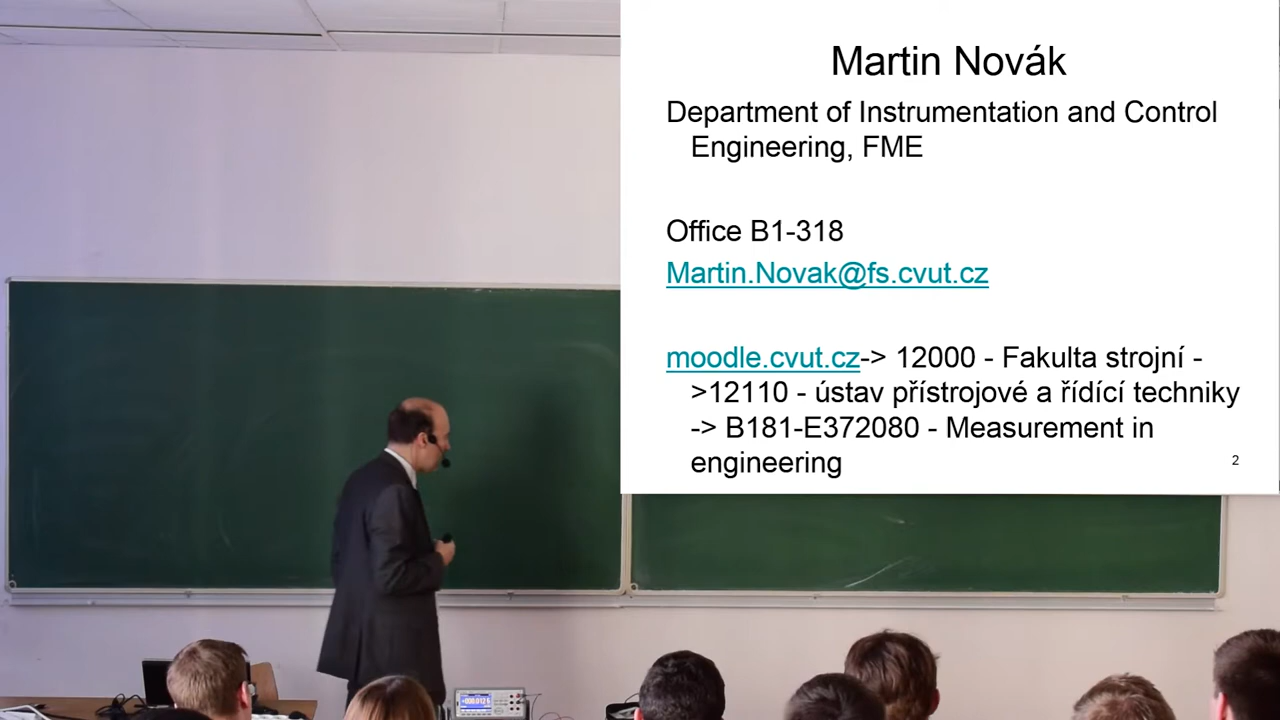 Martin Novák
Department of Instrumentation and Control
Engineering, FME
Office B1-318
Martin.Novak@fs.cvut.cz
moodle.cvut.cz-> 12000 - Fakulta strojní -
>12110 - ústav přístrojové a řídící techniky
-> B181-E372080 - Measurement in
engineering
2